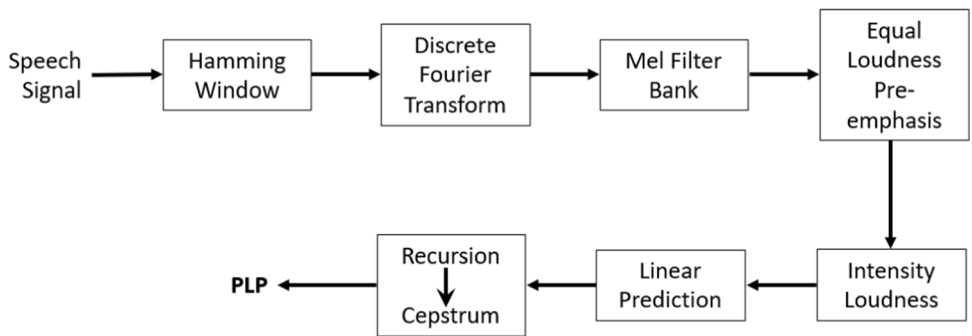 Speech
Signal
Hamming
Window
Discrete
Fourier
Transform
Mel Filter
Bank
Equal
Loudness
Pre-
emphasis
Intensity
Loudness
Linear
Prediction
Recursion
Cepstrum
PLP